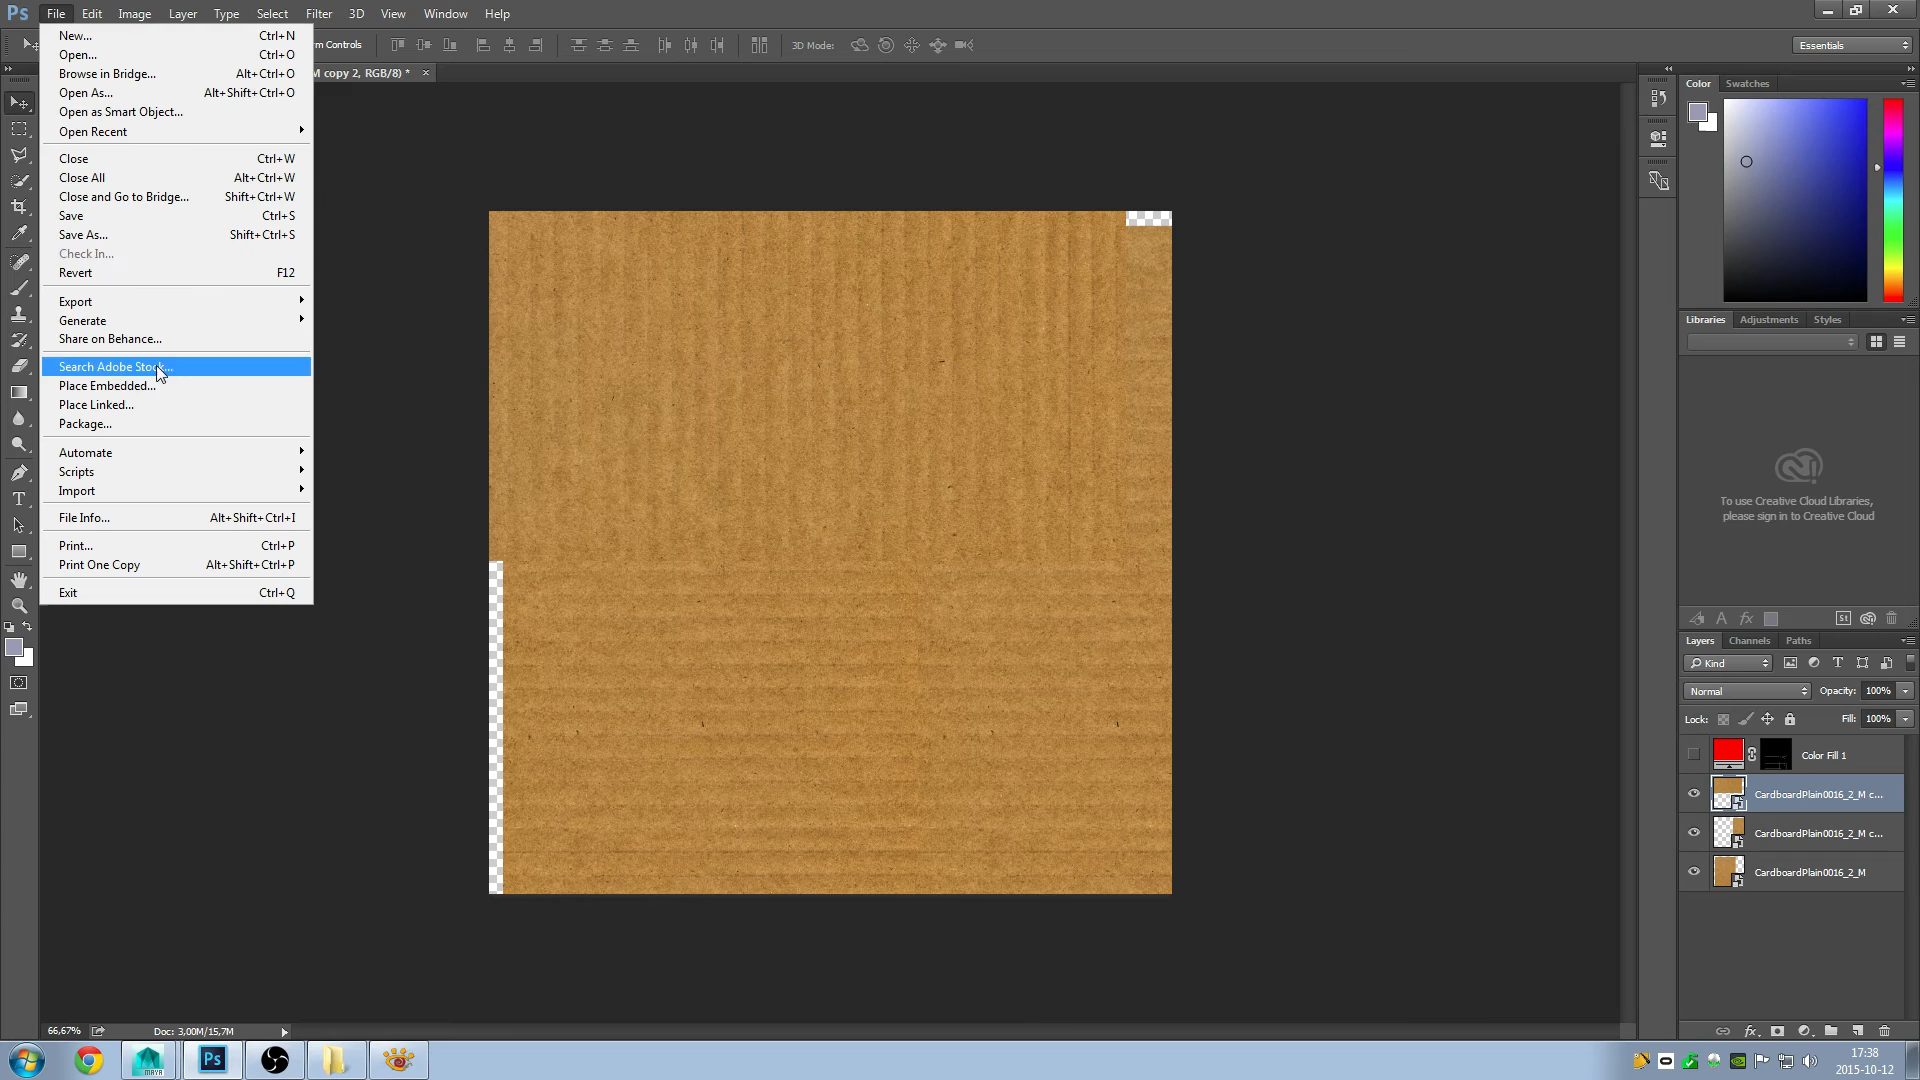 Ps File Edit Image Layer Type Select Filter 3D View Window Help
rm Controls 3D Mode: Essentials
M copy 2, RGB/8) * ×
New... Ctrl+N
Open... Ctrl+O
Browse in Bridge... Alt+Ctrl+O
Open As... Alt+Shift+Ctrl+O
Open as Smart Object...
Open Recent
Close Ctrl+W
Close All Alt+Ctrl+W
Close and Go to Bridge... Shift+Ctrl+W
Save Ctrl+S
Save As... Shift+Ctrl+S
Check In...
Revert F12
Export
Generate
Share on Behance...
Search Adobe Stock...
Place Embedded...
Place Linked...
Package...
Automate
Scripts
Import
File Info... Alt+Shift+Ctrl+I
Print... Ctrl+P
Print One Copy Alt+Shift+Ctrl+P
Exit Ctrl+Q
Color Swatches
Libraries Adjustments Styles
To use Creative Cloud Libraries,
please sign in to Creative Cloud
A fx St
Layers Channels Paths
Kind T
Normal Opacity: 100%
Lock: Fill: 100%
Color Fill 1
CardboardPlain0016_2_M c...
CardboardPlain0016_2_M c...
CardboardPlain0016_2_M
fx
66,67% Doc: 3,00M/15,7M
MAYA Ps
17:38
2015-10-12